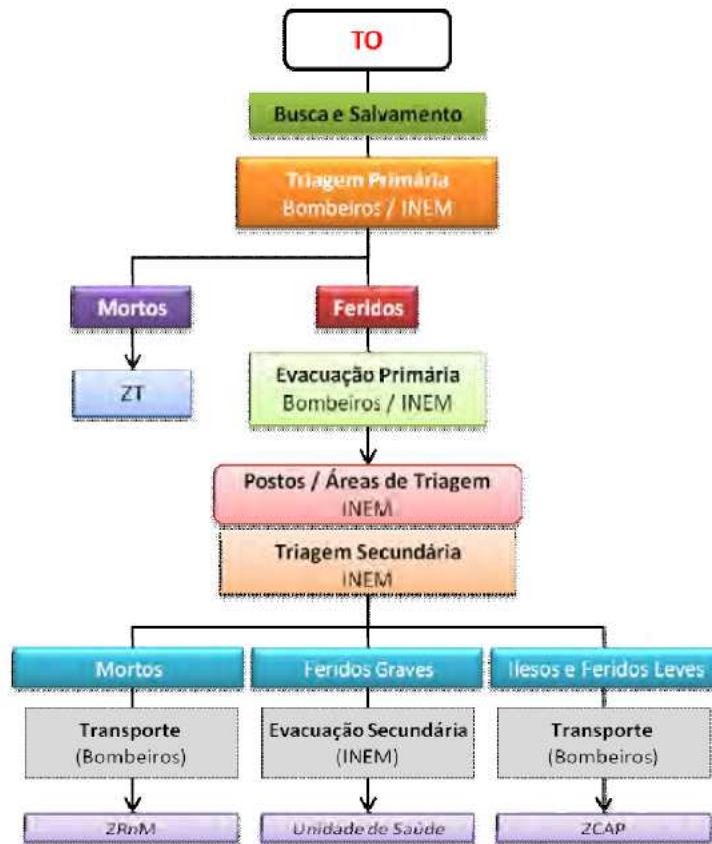 TO
Busca e Salvamento
Triagem Primária
Bombeiros / INEM
Mortos
Feridos
ZT
Evacuação Primária
Bombeiros / INEM
Postos / Áreas de Triagem
INEM
Triagem Secundária
INEM
Mortos
Feridos Graves
Ilesos e Feridos Leves
Transporte
(Bombeiros)
Evacuação Secundária
(INEM)
Transporte
(Bombeiros)
ZRnM
Unidade de Saúde
ZCAP